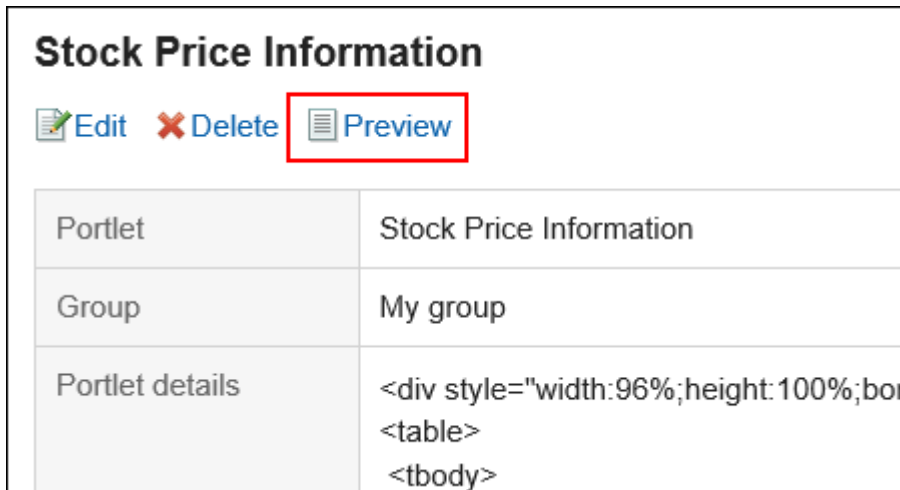 Stock Price Information
Edit Delete Preview
Portlet Stock Price Information
Group My group
Portlet details <div style="width:96%;height:100%;bor
<table>
<tbody>